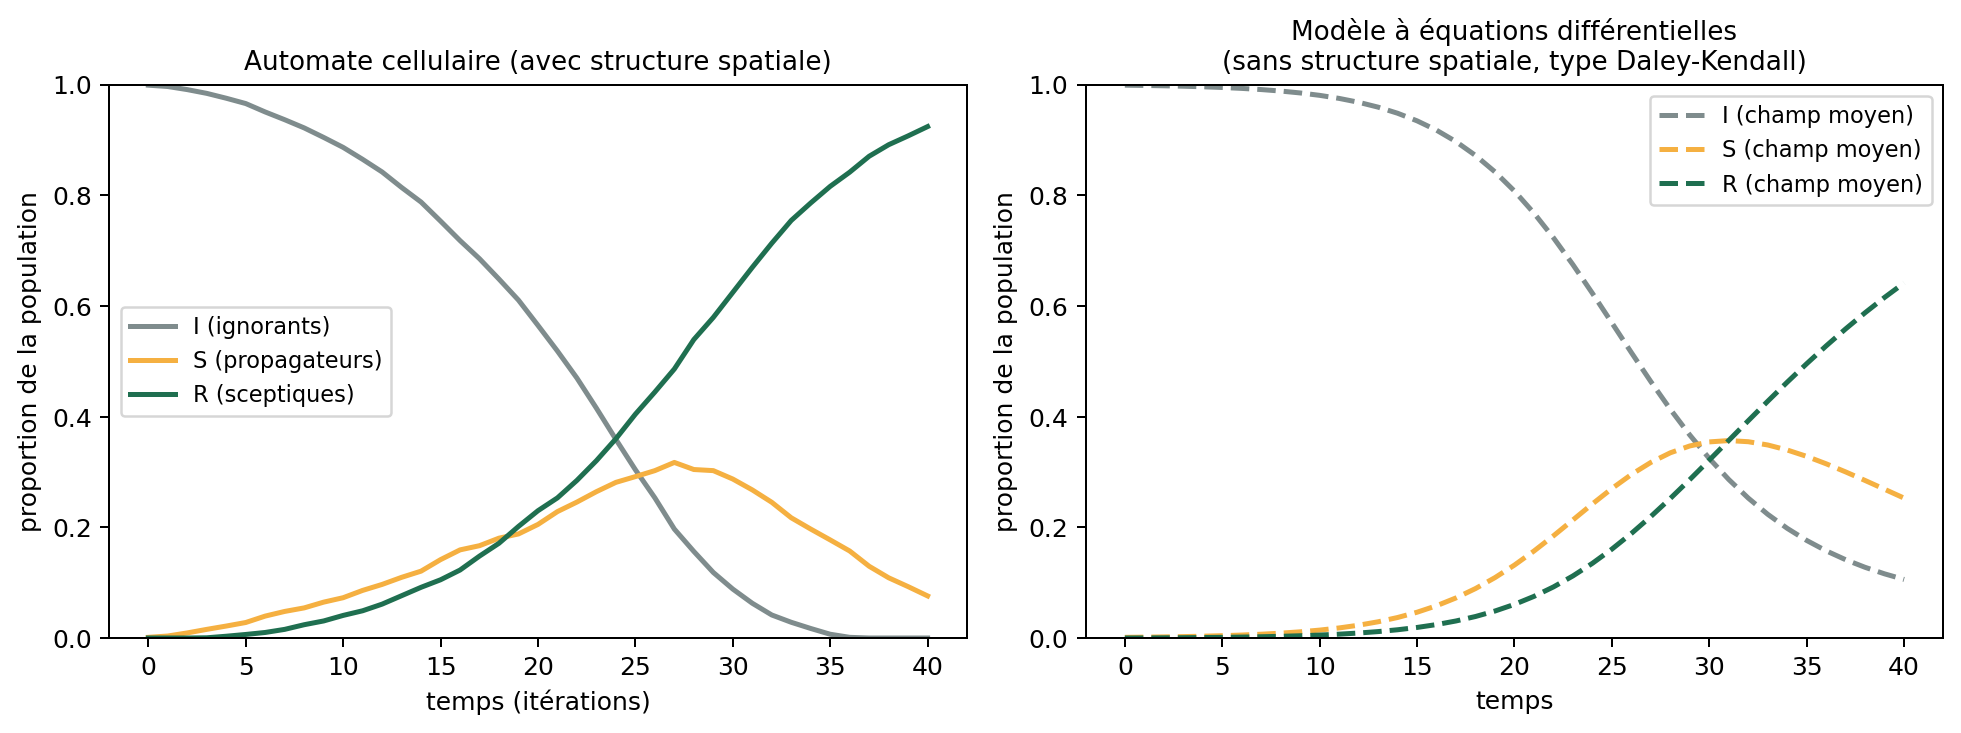 Automate cellulaire (avec structure spatiale)
proportion de la population
1.0
0.8
0.6
0.4
0.2
0.0
I (ignorants)
S (propagateurs)
R (sceptiques)
0 5 10 15 20 25 30 35 40
temps (itérations)
Modèle à équations différentielles
(sans structure spatiale, type Daley-Kendall)
proportion de la population
1.0
0.8
0.6
0.4
0.2
0.0
I (champ moyen)
S (champ moyen)
R (champ moyen)
0 5 10 15 20 25 30 35 40
temps